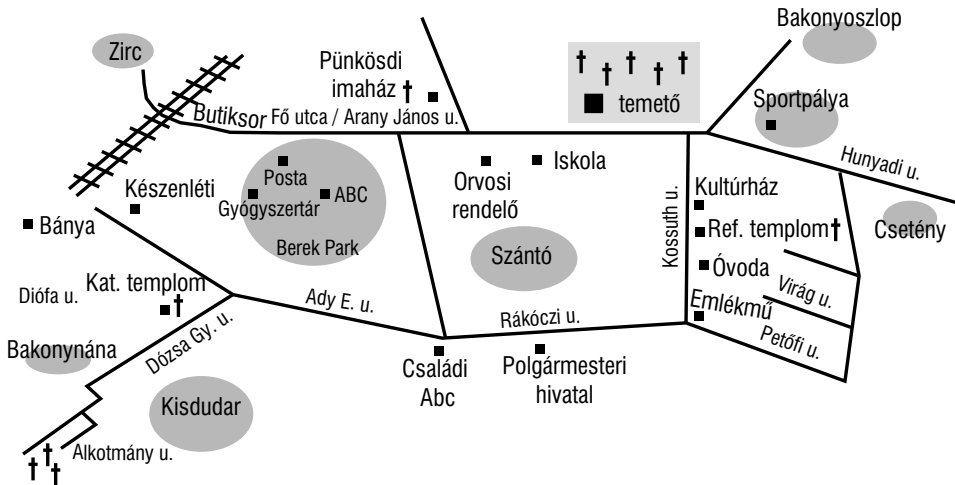 Bakonyoszlop
Zirc
Pünkösdi
imaház
temető
Sportpálya
Butiksor
Fő utca / Arany János u.
Hunyadi u.
Iskola
Orvosi
rendelő
Posta
ABC
Gyógyszertár
Berek Park
Készenléti
Bánya
Kossuth u.
Kultúrház
Ref. templom
Csetény
Szántó
Óvoda
Virág u.
Kat. templom
Diófa u.
Ady E. u.
Rákóczi u.
Emlékmű
Petőfi u.
Bakonynána
Dózsa Gy. u.
Családi
Abc
Polgármesteri
hivatal
Kisdudar
Alkotmány u.